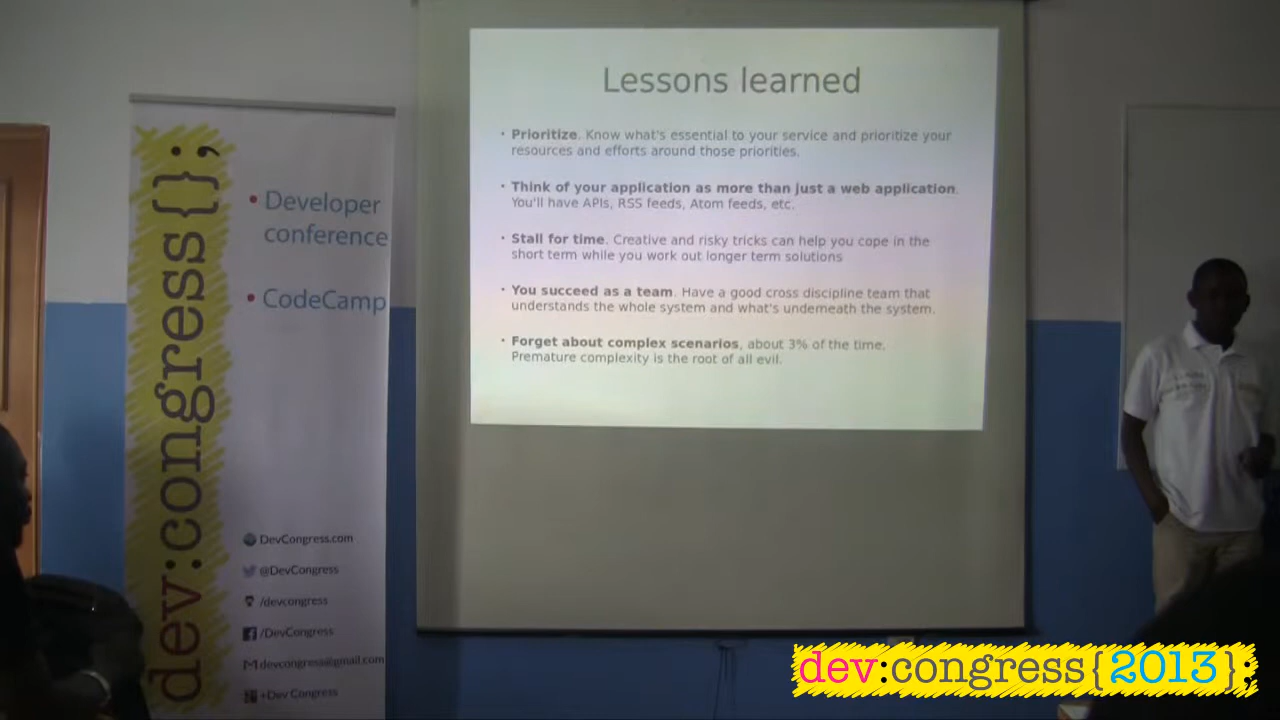 Lessons learned
• Prioritize. Know what's essential to your service and prioritize your
resources and efforts around those priorities.
• Think of your application as more than just a web application.
You'll have APIs, RSS feeds, Atom feeds, etc.
• Stall for time. Creative and risky tricks can help you cope in the
short term while you work out longer term solutions
• You succeed as a team. Have a good cross discipline team that
understands the whole system and what's underneath the system.
• Forget about complex scenarios, about 3% of the time,
Premature complexity is the root of all evil.
dev:congress{};
• Developer
conference
• CodeCamp
DevCongress.com
@DevCongress
/devcongress
/DevCongress
devcongress@gmail.com
+Dev Congress
dev:congress{2013};